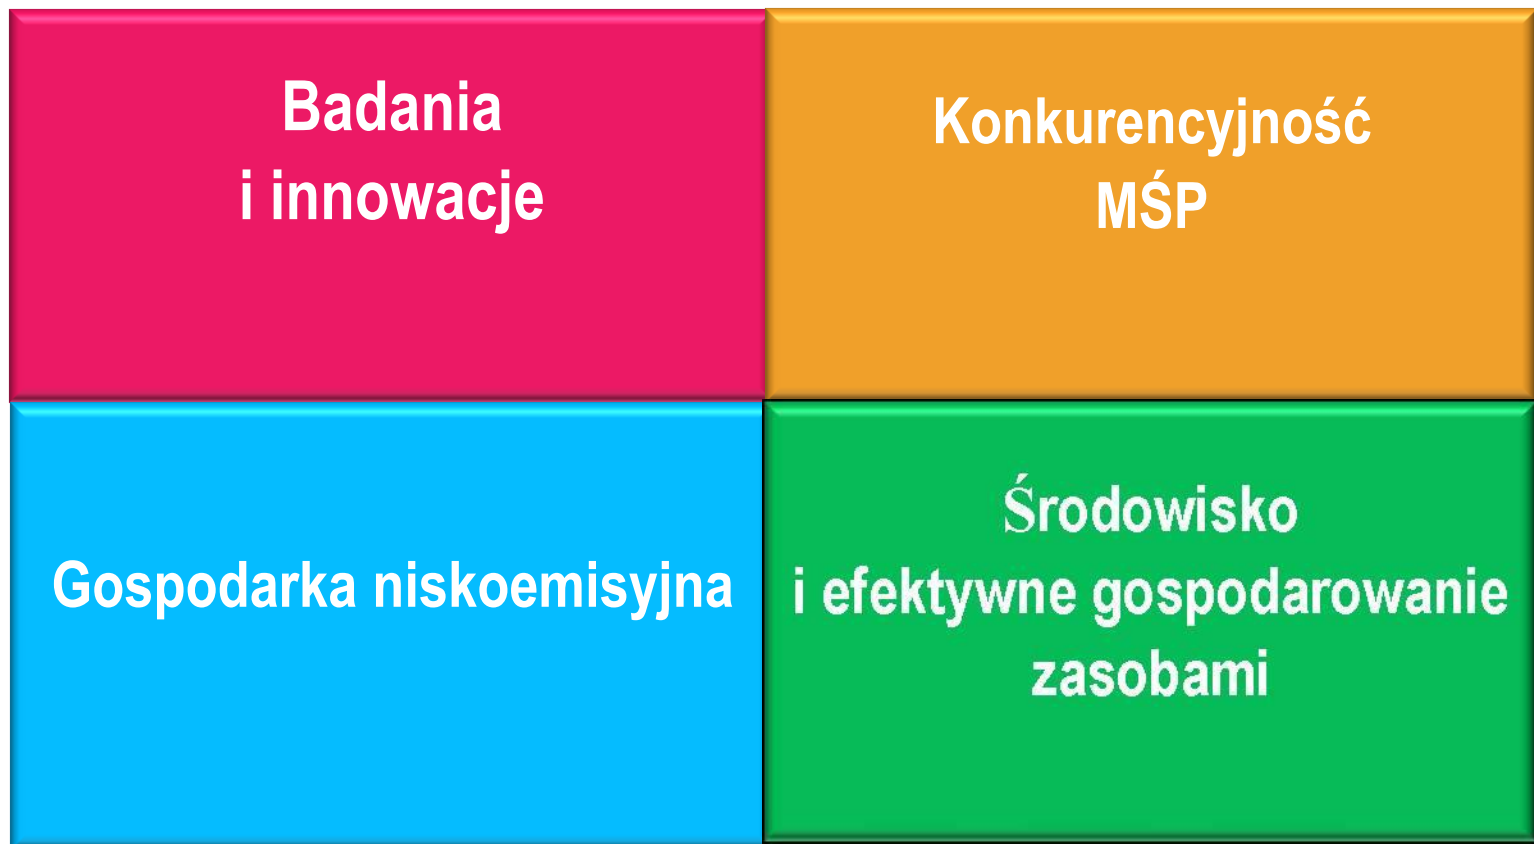 Badania
i innowacje
Konkurencyjność
MŚP
Gospodarka niskoemisyjna
Środowisko
i efektywne gospodarowanie
zasobami